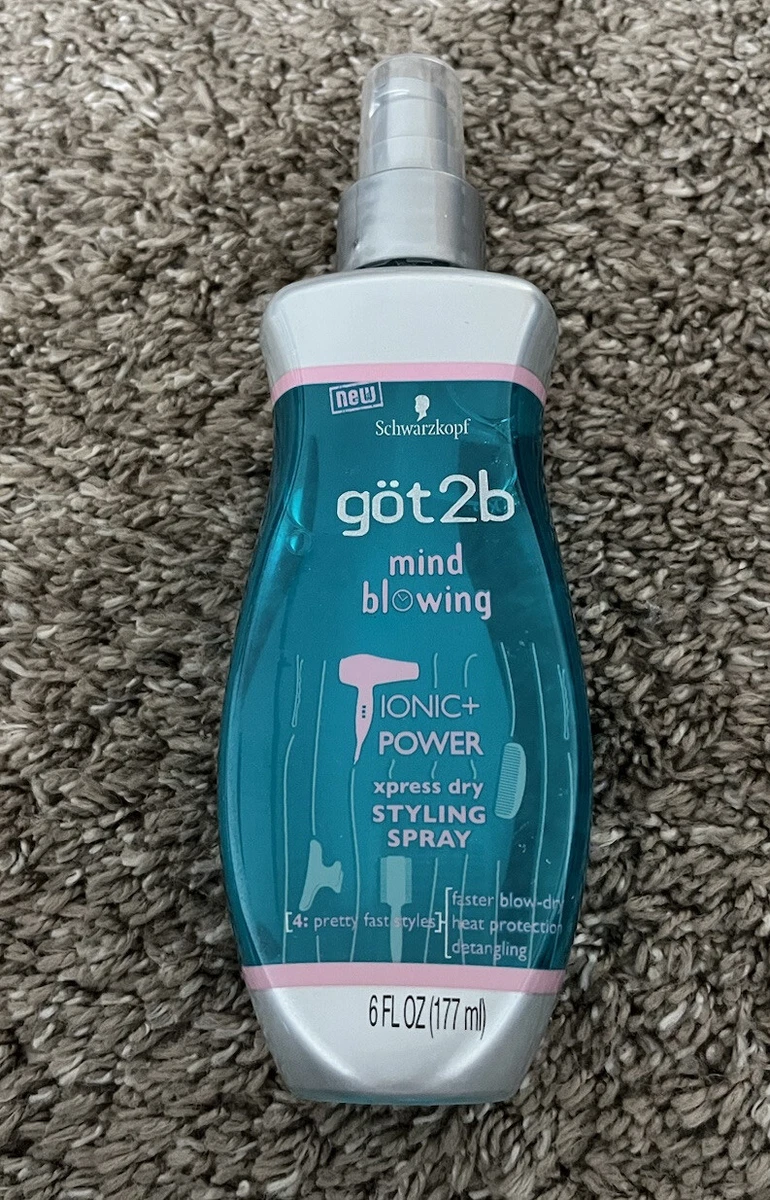 new
Schwarzkopf
göt2b
mind
blowing
IONIC+
POWER
xpress dry
STYLING
SPRAY
[4: pretty fast styles]
faster blow-dry
heat protection
detangling
6 FL OZ (177 ml)